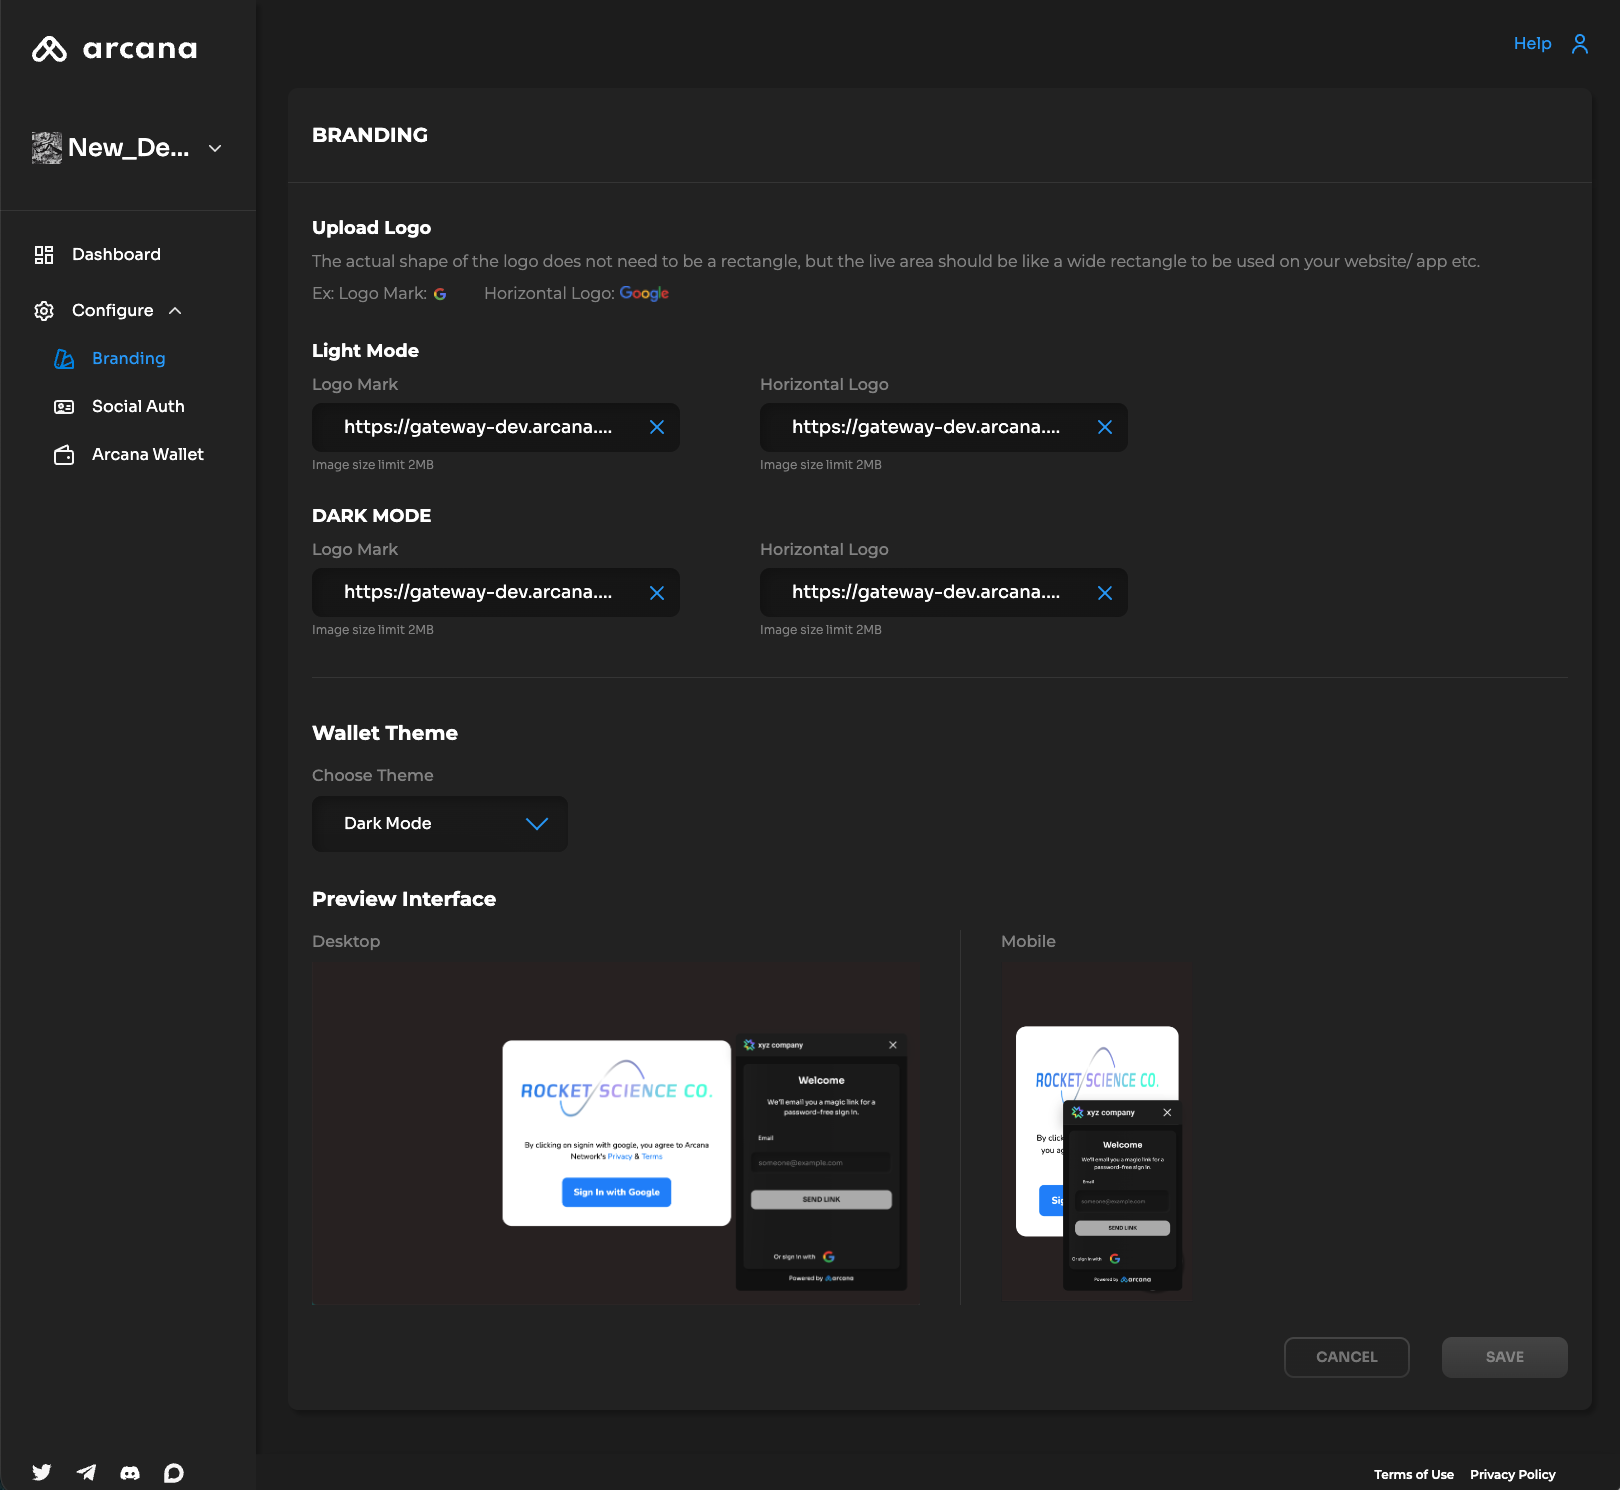 arcana
Help
New_De...
BRANDING
Dashboard
Configure
Branding
Social Auth
Arcana Wallet
Upload Logo
The actual shape of the logo does not need to be a rectangle, but the live area should be like a wide rectangle to be used on your website/ app etc.
Ex: Logo Mark: G Horizontal Logo: Google
Light Mode
Logo Mark Horizontal Logo
https://gateway-dev.arcana.... https://gateway-dev.arcana....
Image size limit 2MB Image size limit 2MB
DARK MODE
Logo Mark Horizontal Logo
https://gateway-dev.arcana.... https://gateway-dev.arcana....
Image size limit 2MB Image size limit 2MB
Wallet Theme
Choose Theme
Dark Mode
Preview Interface
Desktop
ROCKET SCIENCE CO.
By clicking on signin with google, you agree to Arcana
Network's Privacy & Terms
Sign In with Google
xyz company
Welcome
We'll email you a magic link for a
password-free sign in.
Email
someone@example.com
SEND LINK
Or sign in with G
Powered by arcana
Mobile
ROCKET SCIENCE CO.
By click
you ag
Sig
xyz company
Welcome
We'll email you a magic link for a
password-free sign in.
Email
someone@example.com
SEND LINK
Or sign in with G
Powered by arcana
CANCEL SAVE
Terms of Use Privacy Policy